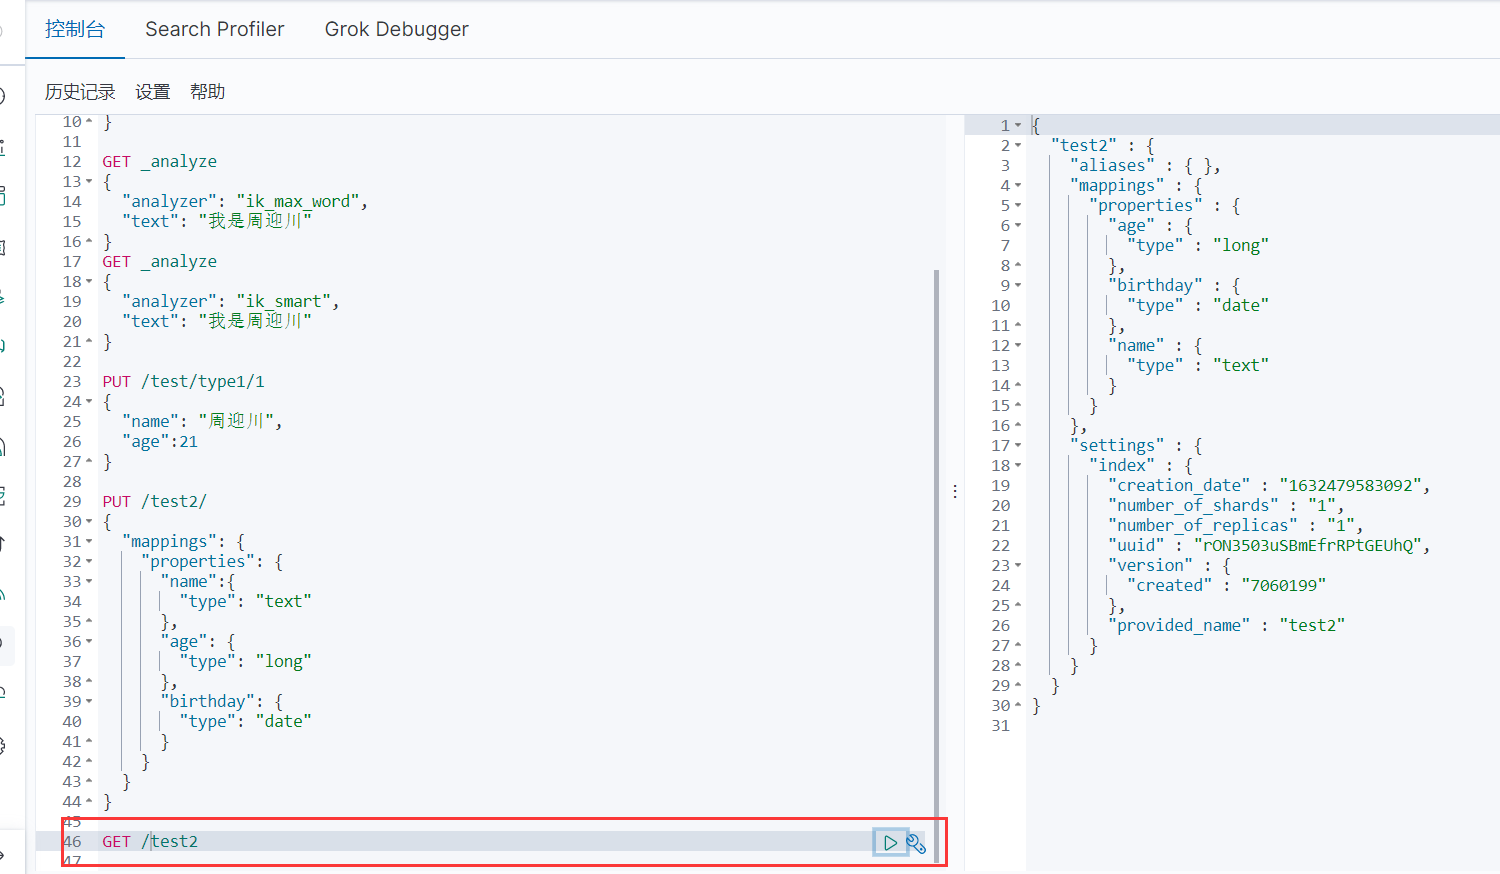 控制台 Search Profiler Grok Debugger
历史记录 设置 帮助
10 }
11
12 GET _analyze
13 {
14 "analyzer": "ik_max_word",
15 "text": "我是周迎川"
16 }
17 GET _analyze
18 {
19 "analyzer": "ik_smart",
20 "text": "我是周迎川"
21 }
22
23 PUT /test/type1/1
24 {
25 "name": "周迎川",
26 "age":21
27 }
28
29 PUT /test2/
30 {
31 "mappings": {
32 "properties": {
33 "name":{
34 "type": "text"
35 },
36 "age": {
37 "type": "long"
38 },
39 "birthday": {
40 "type": "date"
41 }
42 }
43 }
44 }
45
46 GET /test2
47
1 {
2 "test2" : {
3 "aliases" : { },
4 "mappings" : {
5 "properties" : {
6 "age" : {
7 "type" : "long"
8 },
9 "birthday" : {
10 "type" : "date"
11 },
12 "name" : {
13 "type" : "text"
14 }
15 }
16 },
17 "settings" : {
18 "index" : {
19 "creation_date" : "1632479583092",
20 "number_of_shards" : "1",
21 "number_of_replicas" : "1",
22 "uuid" : "rON3503uSBmEfrRPtGEUhQ",
23 "version" : {
24 "created" : "7060199"
25 },
26 "provided_name" : "test2"
27 }
28 }
29 }
30 }
31